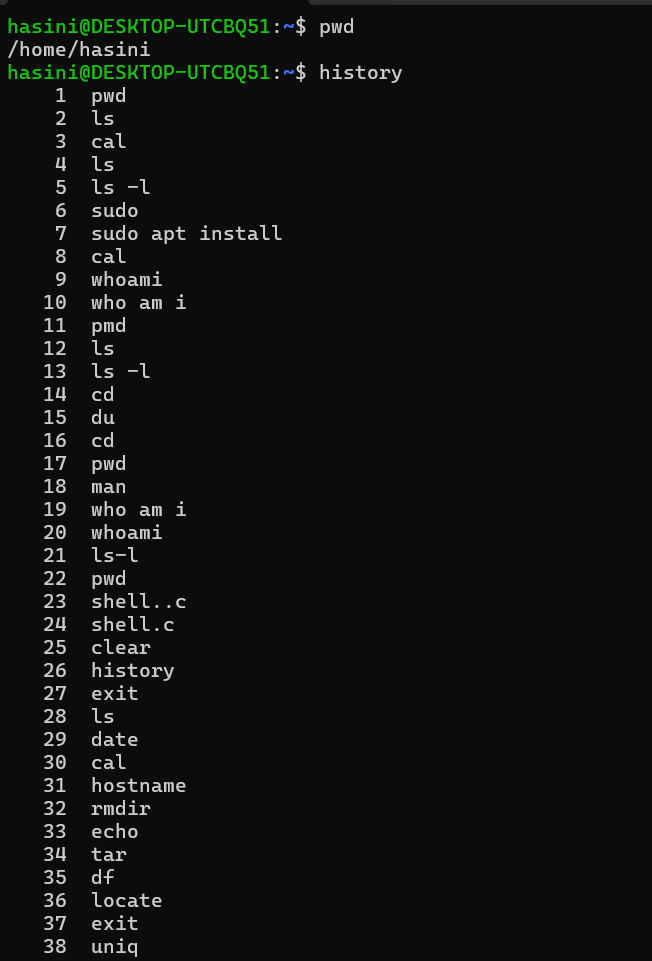 hasini@DESKTOP-UTCBQ51:~$ pwd
/home/hasini
hasini@DESKTOP-UTCBQ51:~$ history
1 pwd
2 ls
3 cal
4 ls
5 ls -l
6 sudo
7 sudo apt install
8 cal
9 whoami
10 who am i
11 pmd
12 ls
13 ls -l
14 cd
15 du
16 cd
17 pwd
18 man
19 who am i
20 whoami
21 ls-l
22 pwd
23 shell..c
24 shell.c
25 clear
26 history
27 exit
28 ls
29 date
30 cal
31 hostname
32 rmdir
33 echo
34 tar
35 df
36 locate
37 exit
38 uniq